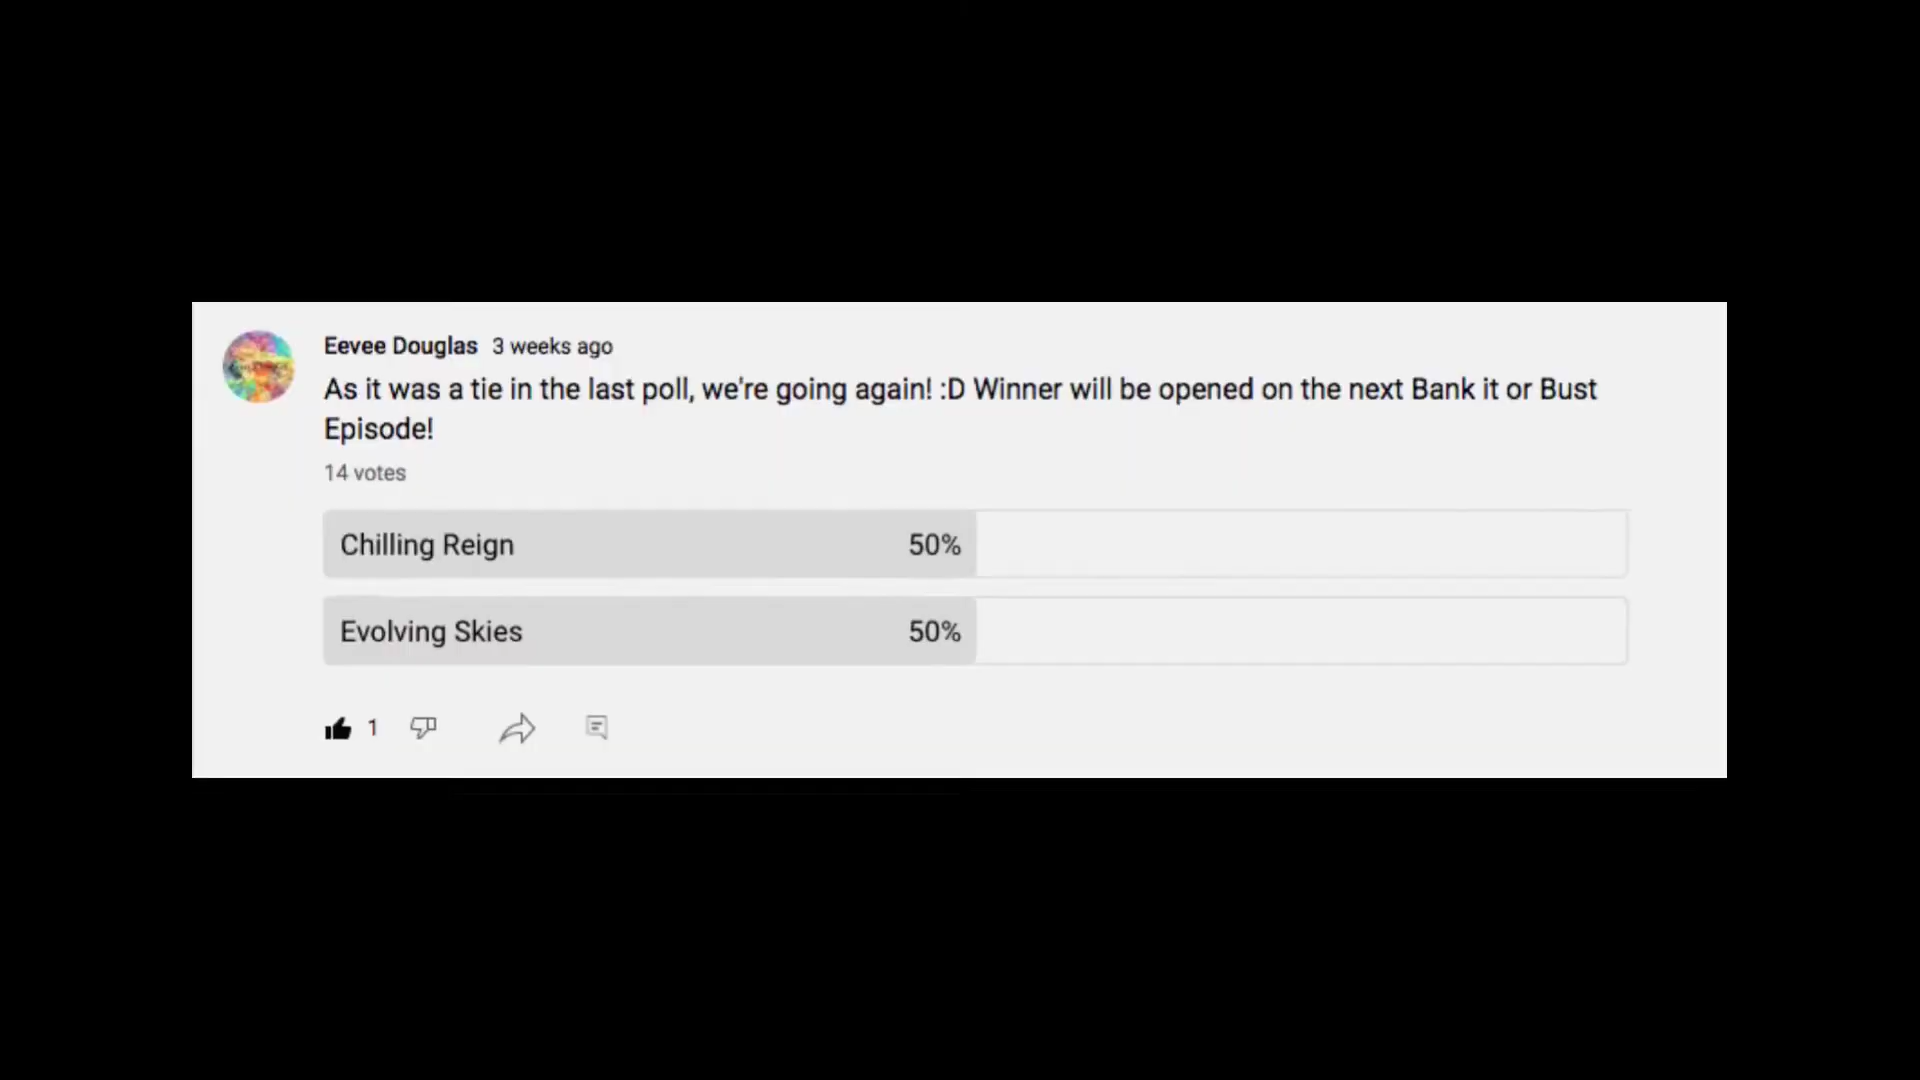 Eevee Douglas 3 weeks ago
As it was a tie in the last poll, we're going again! :D Winner will be opened on the next Bank it or Bust
Episode!
14 votes
Chilling Reign 50%
Evolving Skies 50%
1